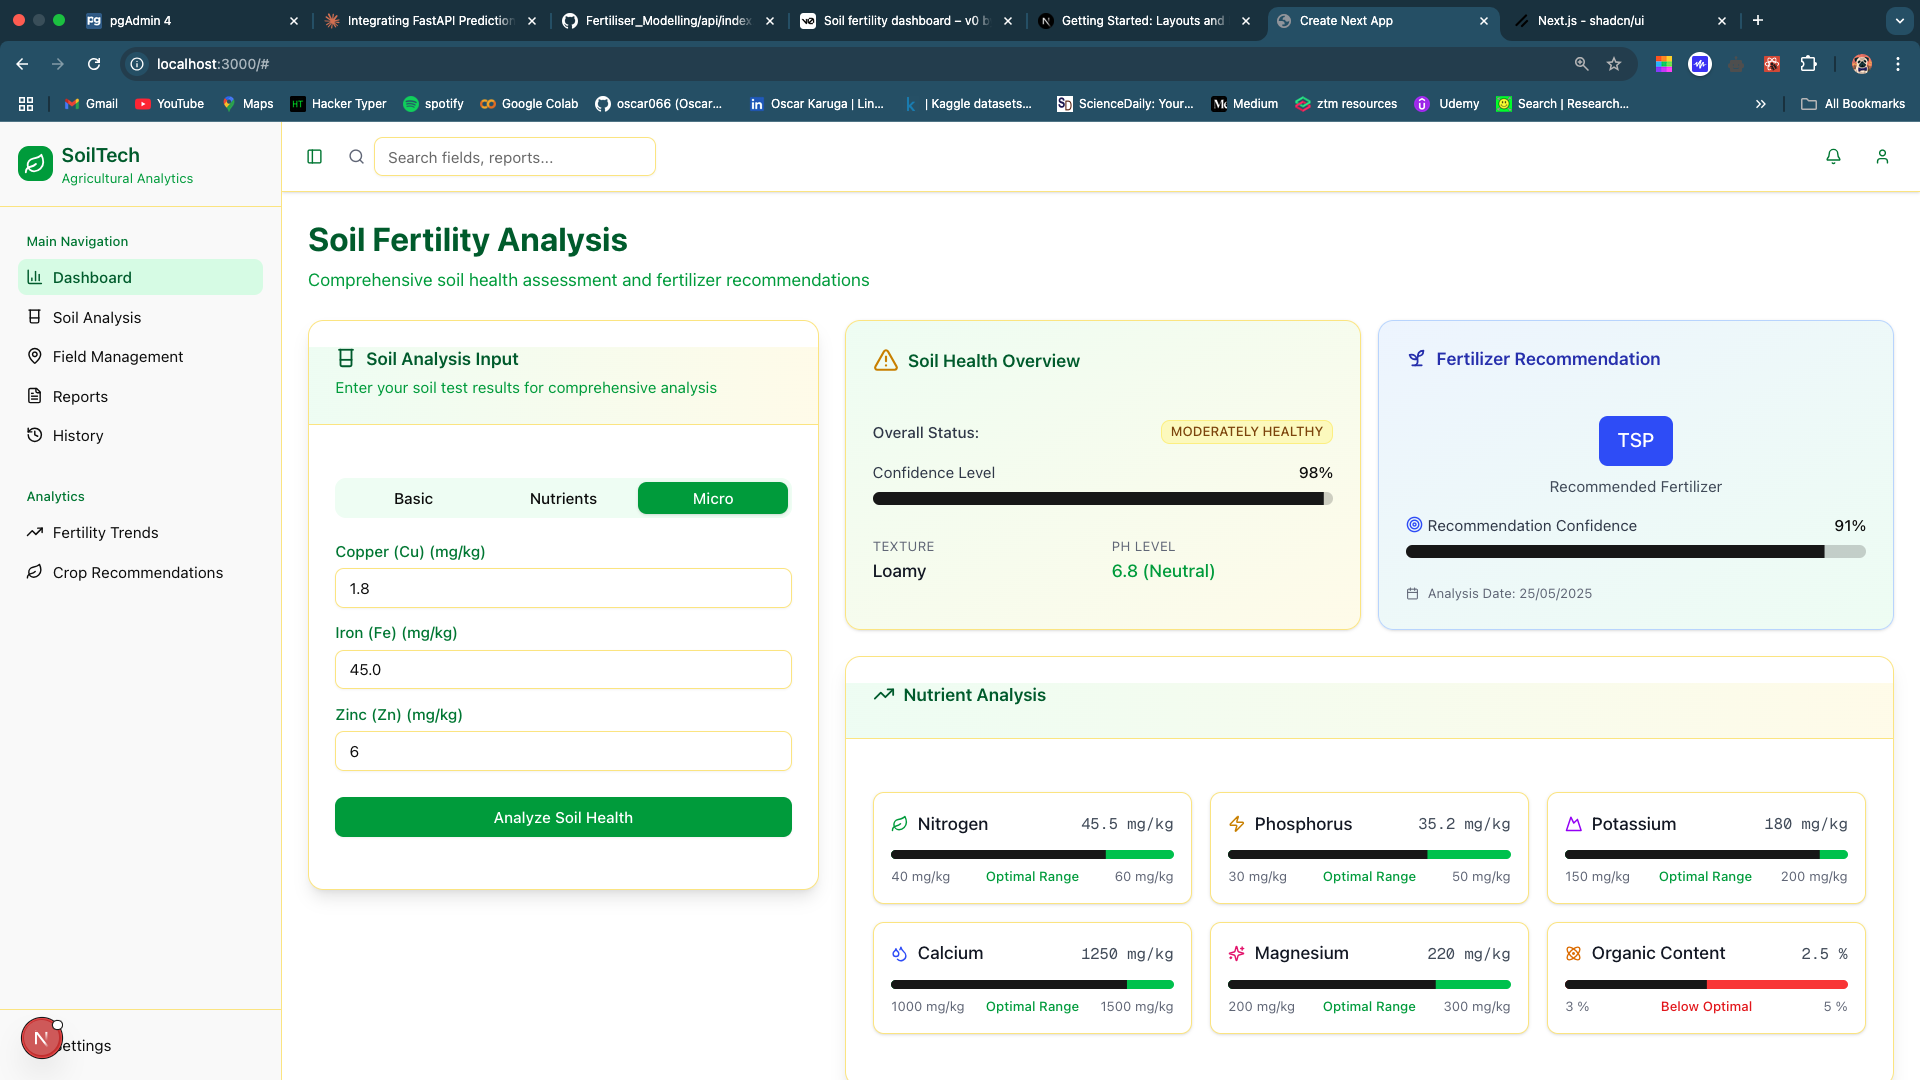 pgAdmin 4
Integrating FastAPI Prediction
Fertiliser_Modelling/api/index
Soil fertility dashboard – v0 b
Getting Started: Layouts and
Create Next App
Next.js - shadcn/ui
localhost:3000/#
Gmail
YouTube
Maps
HT Hacker Typer
spotify
Google Colab
oscar066 (Oscar...
Oscar Karuga | Lin...
| Kaggle datasets...
ScienceDaily: Your...
Medium
ztm resources
Udemy
Search | Research...
All Bookmarks
SoilTech
Agricultural Analytics
Search fields, reports...
Main Navigation
Dashboard
Soil Analysis
Field Management
Reports
History
Analytics
Fertility Trends
Crop Recommendations
N
ettings
Soil Fertility Analysis
Comprehensive soil health assessment and fertilizer recommendations
Soil Analysis Input
Enter your soil test results for comprehensive analysis
Basic Nutrients Micro
Copper (Cu) (mg/kg)
1.8
Iron (Fe) (mg/kg)
45.0
Zinc (Zn) (mg/kg)
6
Analyze Soil Health
Soil Health Overview
Overall Status: MODERATELY HEALTHY
Confidence Level 98%
TEXTURE PH LEVEL
Loamy 6.8 (Neutral)
Fertilizer Recommendation
TSP
Recommended Fertilizer
Recommendation Confidence 91%
Analysis Date: 25/05/2025
Nutrient Analysis
Nitrogen 45.5 mg/kg
40 mg/kg Optimal Range 60 mg/kg
Phosphorus 35.2 mg/kg
30 mg/kg Optimal Range 50 mg/kg
Potassium 180 mg/kg
150 mg/kg Optimal Range 200 mg/kg
Calcium 1250 mg/kg
1000 mg/kg Optimal Range 1500 mg/kg
Magnesium 220 mg/kg
200 mg/kg Optimal Range 300 mg/kg
Organic Content 2.5 %
3 % Below Optimal 5 %